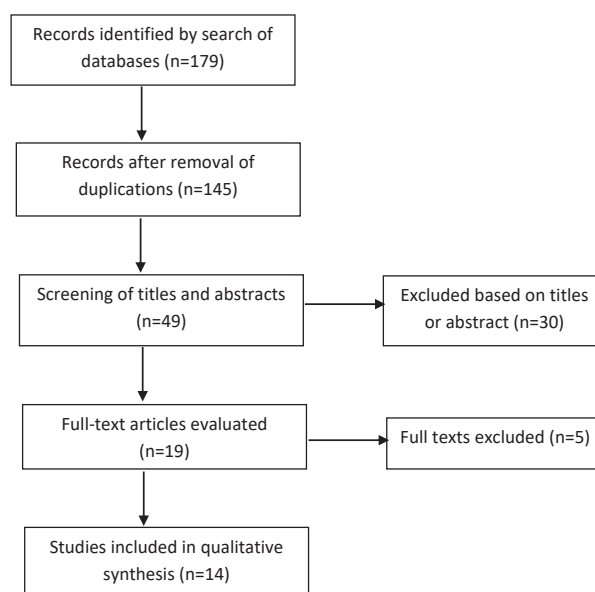 Records identified by search of
databases (n=179)
Records after removal of
duplications (n=145)
Screening of titles and abstracts
(n=49)
Excluded based on titles
or abstract (n=30)
Full-text articles evaluated
(n=19)
Full texts excluded (n=5)
Studies included in qualitative
synthesis (n=14)